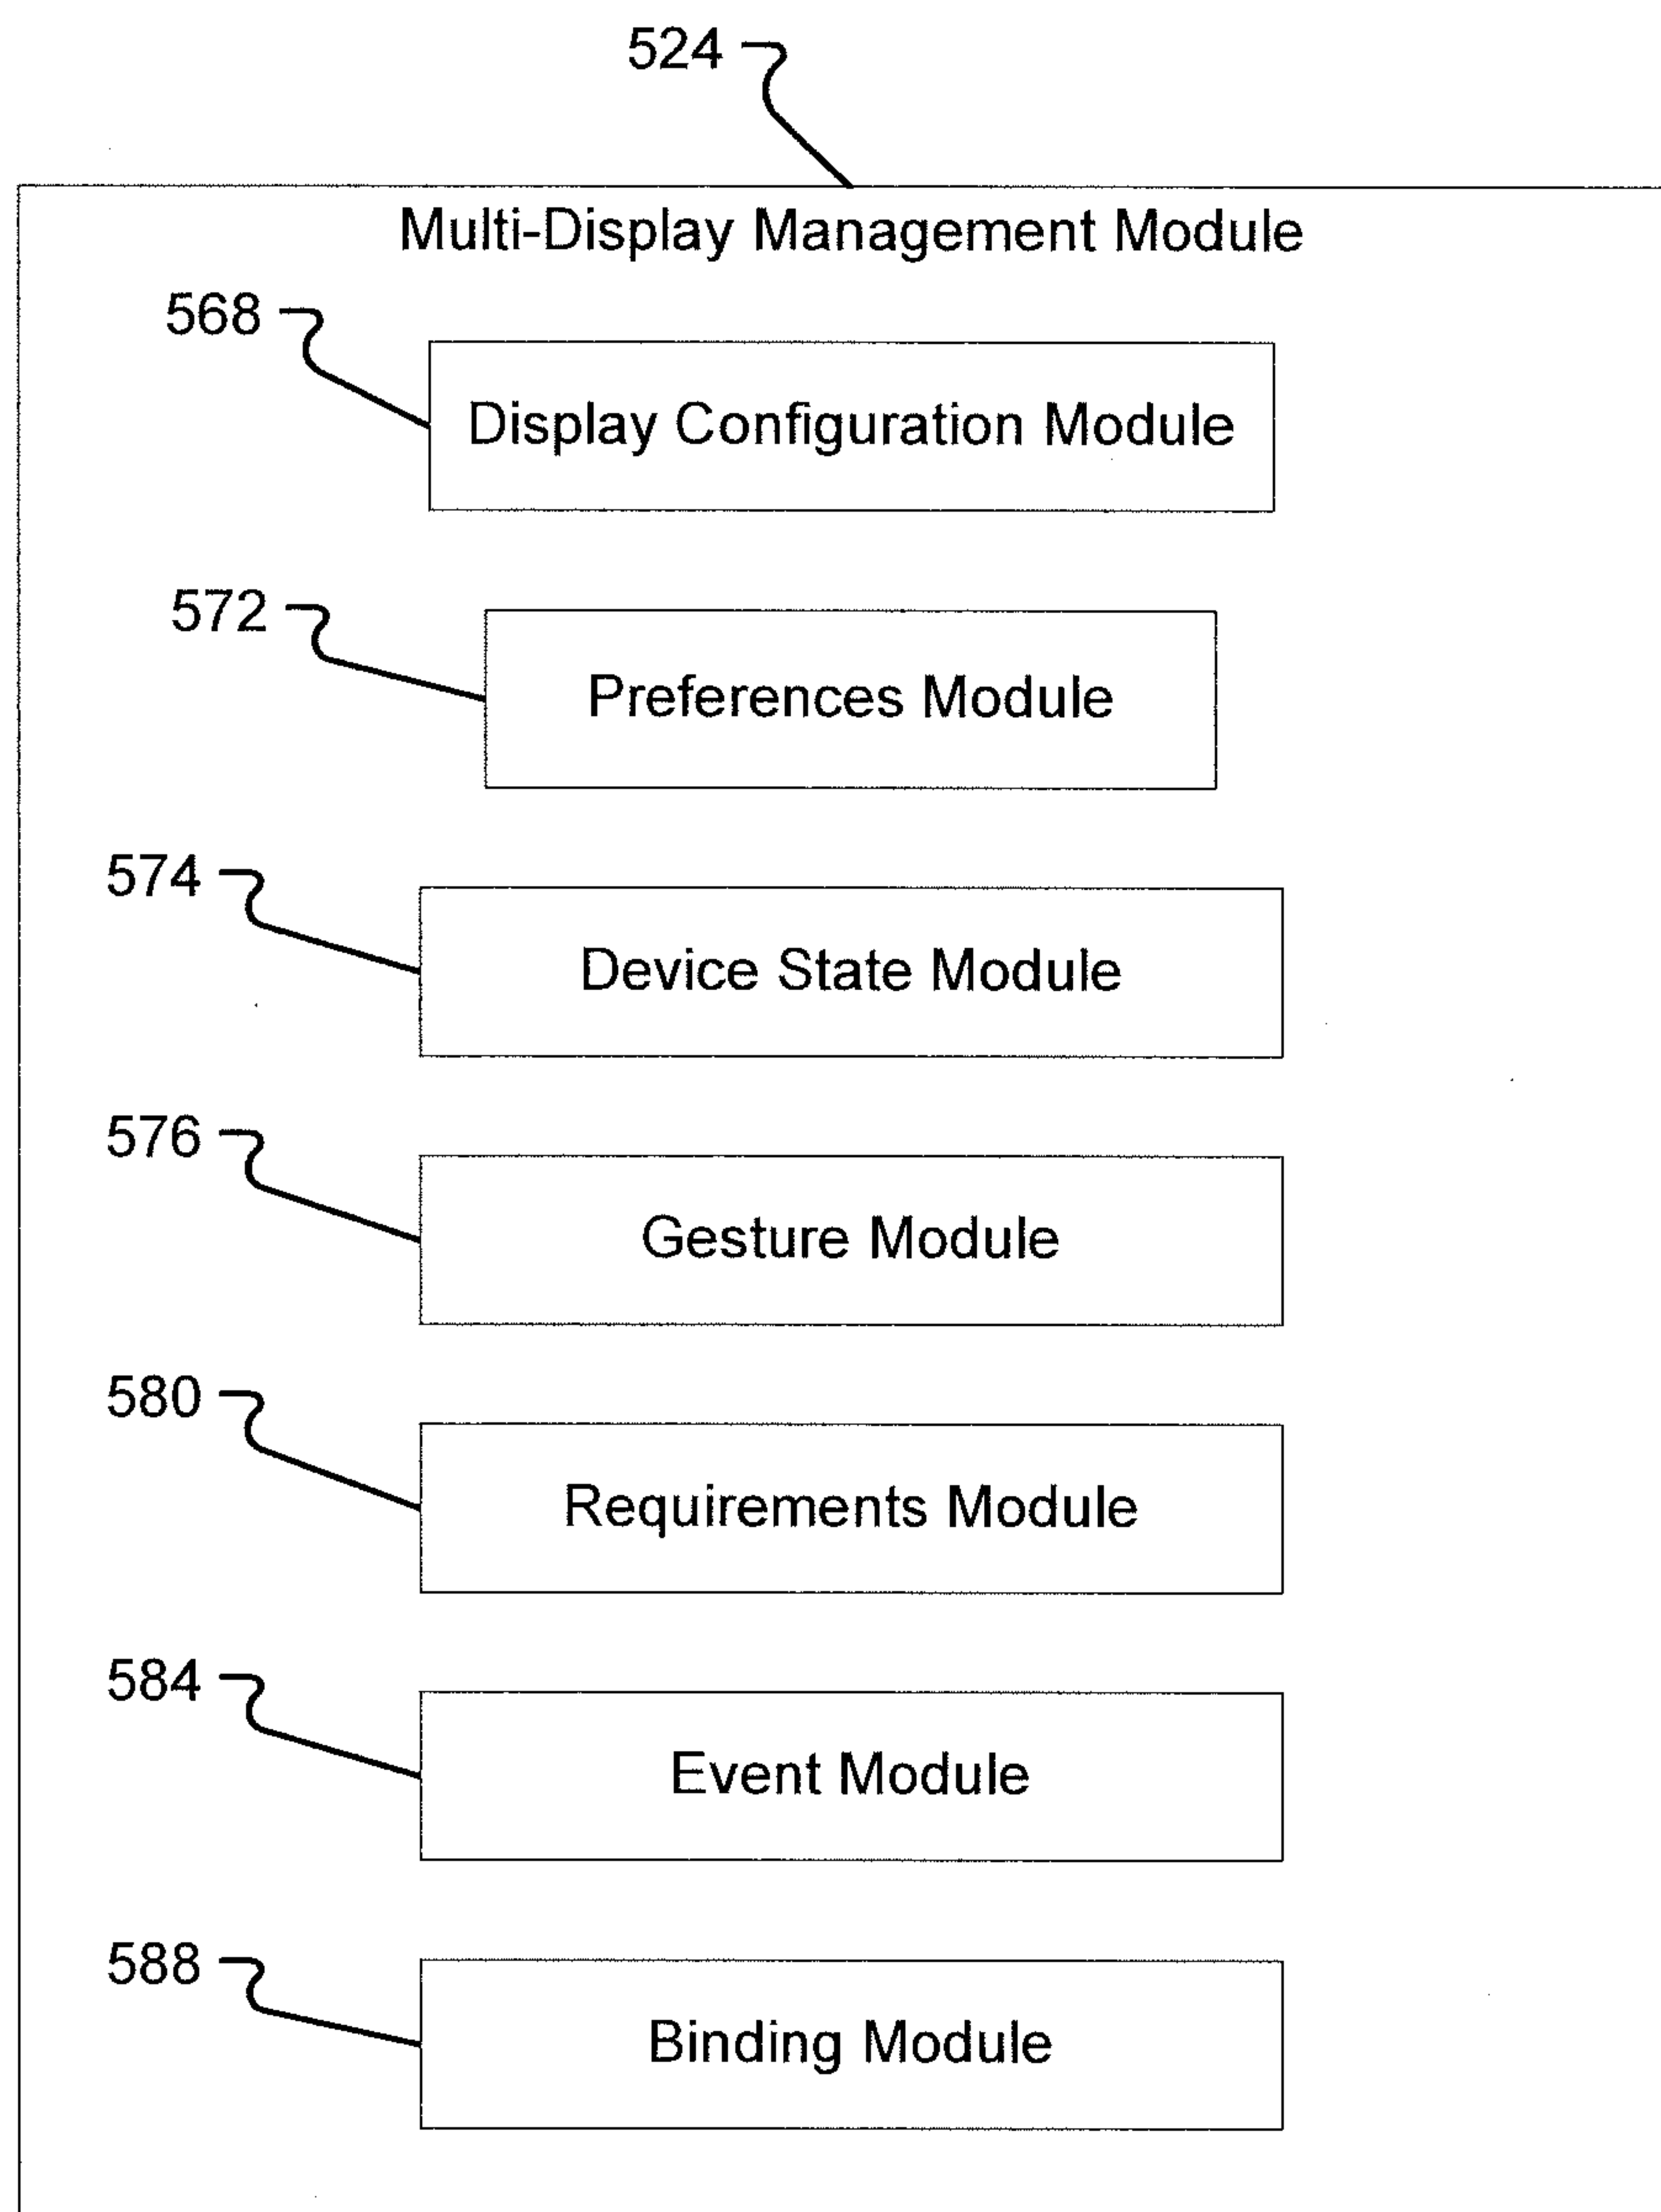 524
Multi-Display Management Module
568
Display Configuration Module
572
Preferences Module
574
Device State Module
576
Gesture Module
580
Requirements Module
584
Event Module
588
Binding Module